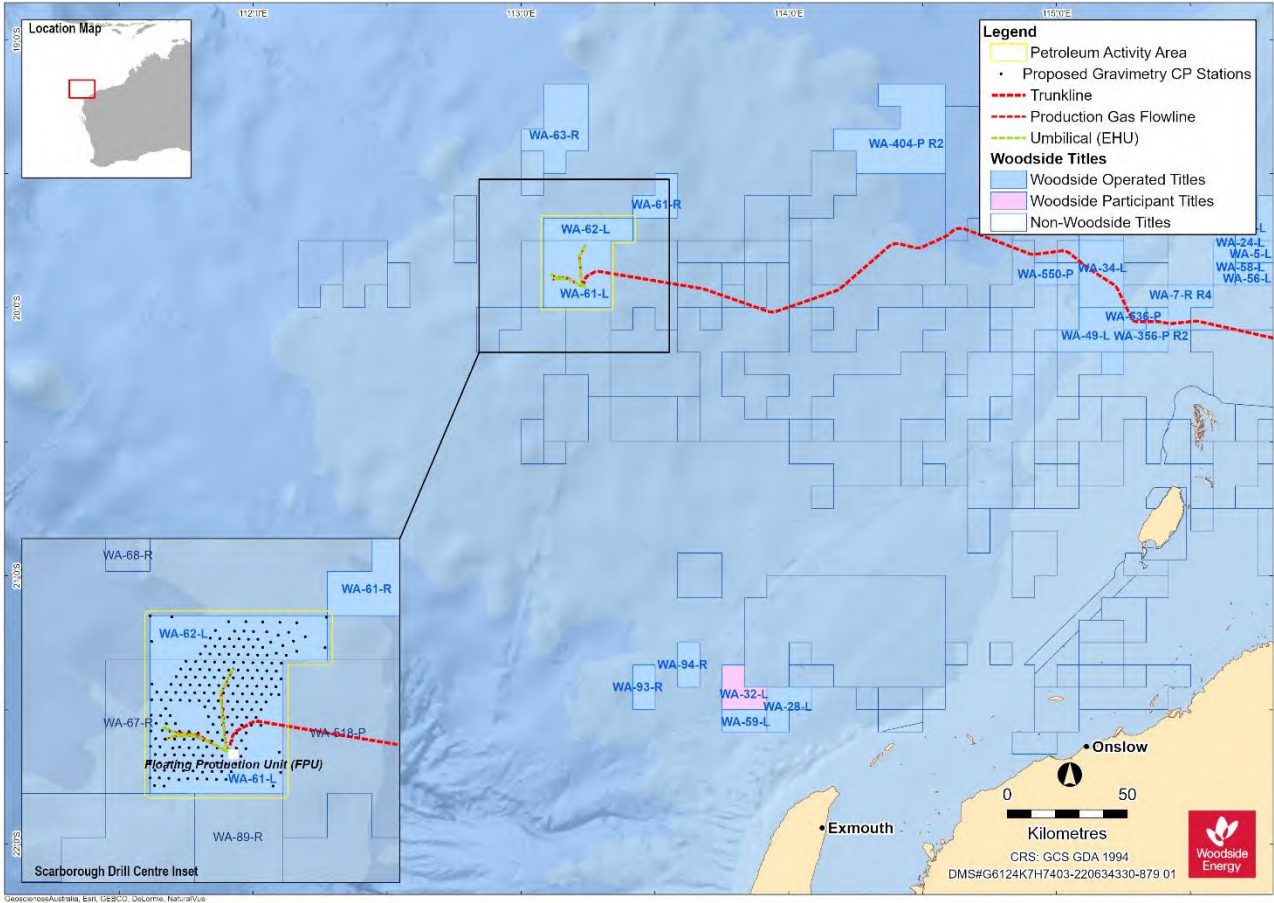 112°0'E
113°0'E
114°0'E
115°0'E
19°0'S
20°0'S
21°0'S
22°0'S
Location Map
Legend
Petroleum Activity Area
Proposed Gravimetry CP Stations
Trunkline
Production Gas Flowline
Umbilical (EHU)
Woodside Titles
Woodside Operated Titles
Woodside Participant Titles
Non-Woodside Titles
WA-63-R
WA-404-P R2
WA-61-R
WA-62-L
WA-61-L
WA-550-P
WA-34-L
WA-24-L
WA-5-L
WA-58-L
WA-56-L
WA-7-R R4
WA-536-P
WA-49-L
WA-356-P R2
WA-68-R
WA-61-R
WA-62-L
WA-67-R
WA-518-P
Floating Production Unit (FPU)
WA-61-L
WA-89-R
Scarborough Drill Centre Inset
WA-94-R
WA-93-R
WA-32-L
WA-28-L
WA-59-L
Onslow
Exmouth
0 50
Kilometres
CRS: GCS GDA 1994
DMS#G6124K7H7403-220634330-879 01
Woodside
Energy
GeosciencesAustralia, Esri, GEBCO, DeLorme, NaturalVue